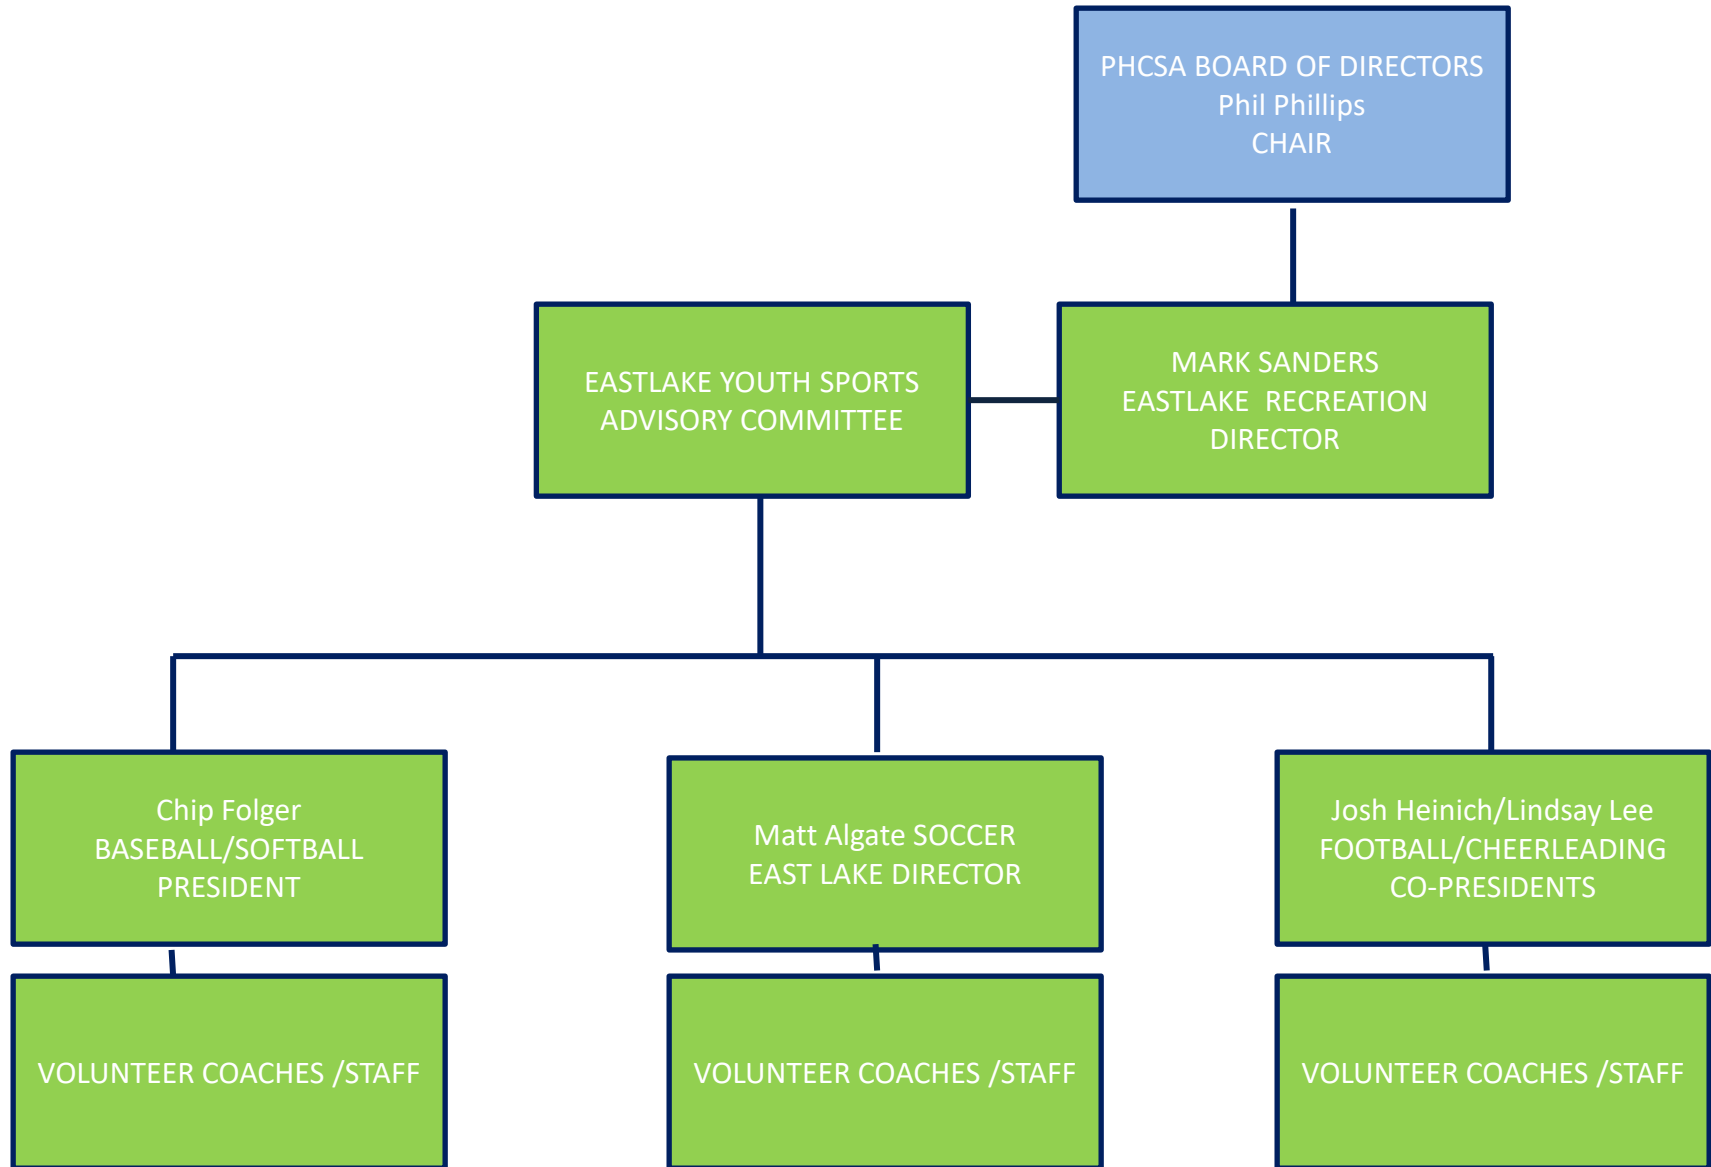 PHCSA BOARD OF DIRECTORS
Phil Phillips
CHAIR
EASTLAKE YOUTH SPORTS
ADVISORY COMMITTEE
MARK SANDERS
EASTLAKE  RECREATION
DIRECTOR
Chip Folger
BASEBALL/SOFTBALL
PRESIDENT
Matt Algate SOCCER
EAST LAKE DIRECTOR
Josh Heinich/Lindsay Lee
FOOTBALL/CHEERLEADING
CO-PRESIDENTS
VOLUNTEER COACHES /STAFF
VOLUNTEER COACHES /STAFF
VOLUNTEER COACHES /STAFF